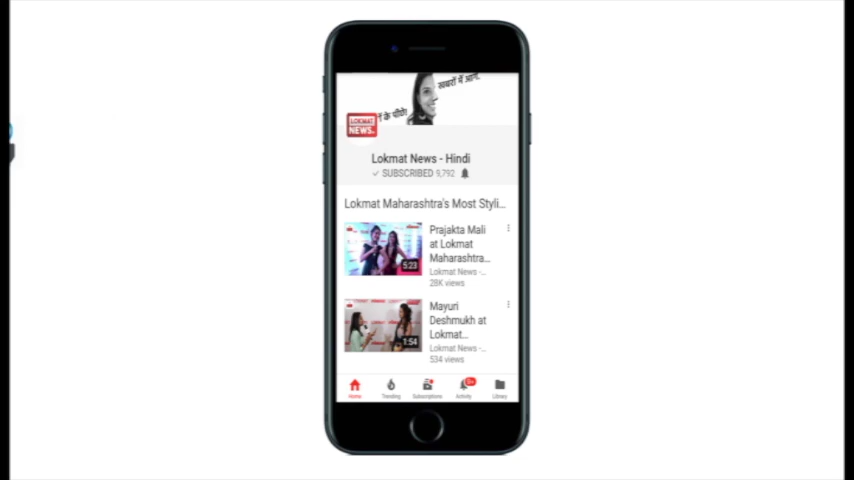 खबरों में आगे,
के पीछे!
LOKMAT
NEWS
Lokmat News - Hindi
SUBSCRIBED 9,792
Lokmat Maharashtra's Most Styli...
Prajakta Mali
at Lokmat
Maharashtra...
5:23
Lokmat News -...
28K views
Mayuri
Deshmukh at
Lokmat...
1:54
Lokmat News -...
534 views
Home
Trending
Subscriptions
Activity
Library